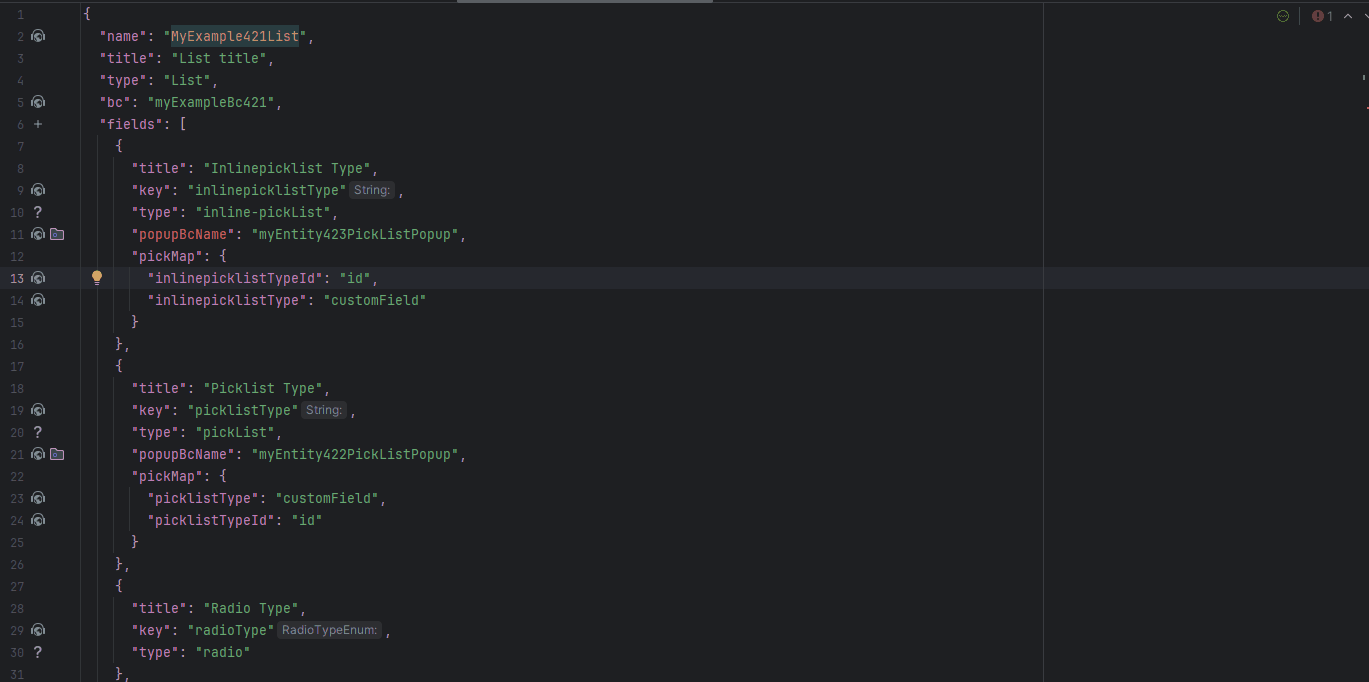 1 {
2 "name": "MyExample421List",
3 "title": "List title",
4 "type": "List",
5 "bc": "myExampleBc421",
6 + "fields": [
7 {
8 "title": "Inlinepicklist Type",
9 "key": "inlinepicklistType" String: ,
10 ? "type": "inline-pickList",
11 "popupBcName": "myEntity423PickListPopup",
12 "pickMap": {
13 "inlinepicklistTypeId": "id",
14 "inlinepicklistType": "customField"
15 }
16 },
17 {
18 "title": "Picklist Type",
19 "key": "picklistType" String: ,
20 ? "type": "pickList",
21 "popupBcName": "myEntity422PickListPopup",
22 "pickMap": {
23 "picklistType": "customField",
24 "picklistTypeId": "id"
25 }
26 },
27 {
28 "title": "Radio Type",
29 "key": "radioType" RadioTypeEnum: ,
30 ? "type": "radio"
31 },
1